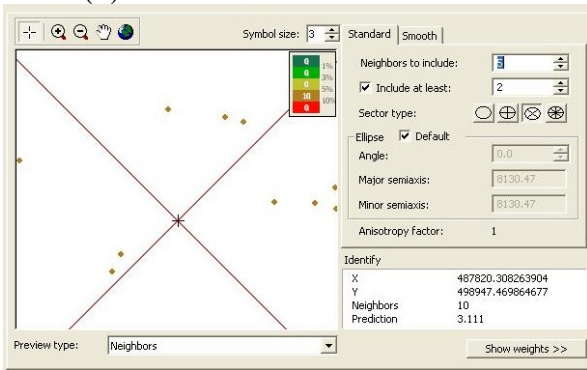 Symbol size: 3
Standard Smooth
0 1%
0 3%
0 5%
10 10%
0
Neighbors to include: 5
Include at least: 2
Sector type:
Ellipse Default
Angle: 0.0
Major semiaxis: 8130.47
Minor semiaxis: 8130.47
Anisotropy factor: 1
Identify
X 487820.308263904
Y 498947.469864677
Neighbors 10
Prediction 3.111
Preview type: Neighbors
Show weights >>